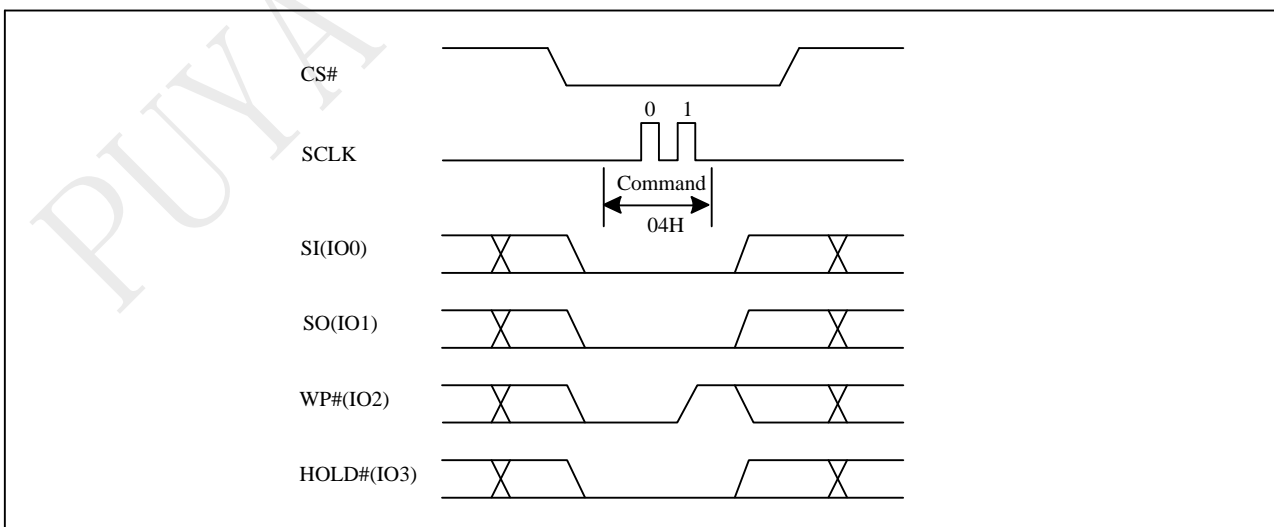 PUYA
CS#
0 1
SCLK
Command
04H
SI(IO0)
SO(IO1)
WP#(IO2)
HOLD#(IO3)